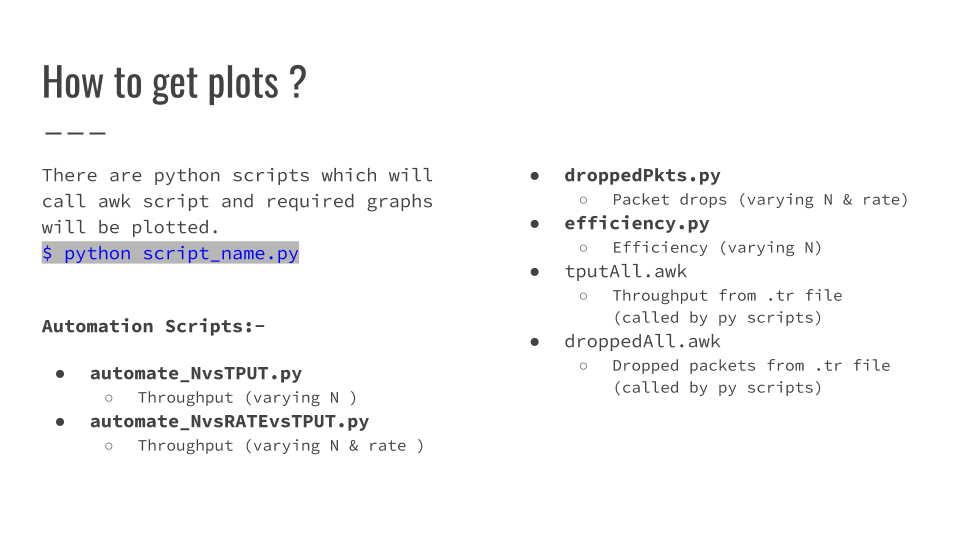 How to get plots ?
There are python scripts which will
call awk script and required graphs
will be plotted.
$ python script_name.py
Automation Scripts:-
● automate_NvsTPUT.py
○ Throughput (varying N )
● automate_NvsRATEvsTPUT.py
○ Throughput (varying N & rate )
● droppedPkts.py
○ Packet drops (varying N & rate)
● efficiency.py
○ Efficiency (varying N)
● tputAll.awk
○ Throughput from .tr file
(called by py scripts)
● droppedAll.awk
○ Dropped packets from .tr file
(called by py scripts)